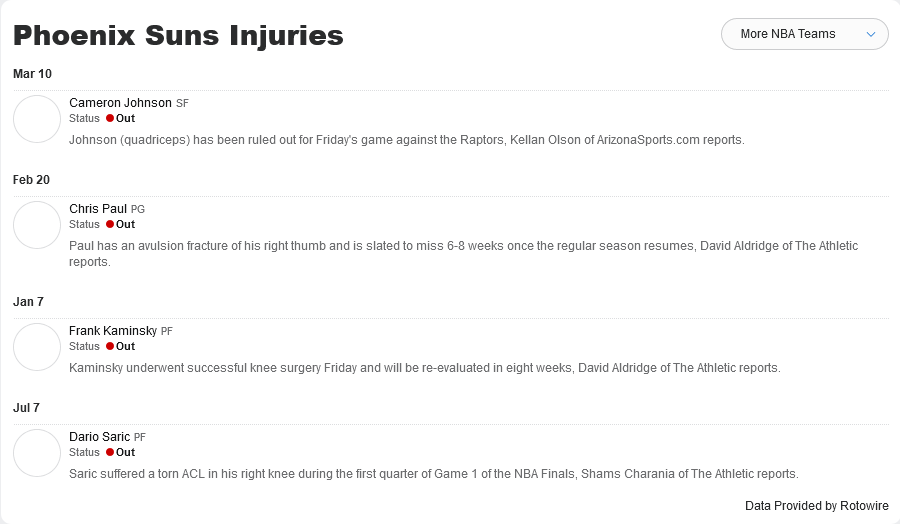 Phoenix Suns Injuries
More NBA Teams
Mar 10
Cameron Johnson SF
Status Out
Johnson (quadriceps) has been ruled out for Friday's game against the Raptors, Kellan Olson of ArizonaSports.com reports.
Feb 20
Chris Paul PG
Status Out
Paul has an avulsion fracture of his right thumb and is slated to miss 6-8 weeks once the regular season resumes, David Aldridge of The Athletic
reports.
Jan 7
Frank Kaminsky PF
Status Out
Kaminsky underwent successful knee surgery Friday and will be re-evaluated in eight weeks, David Aldridge of The Athletic reports.
Jul 7
Dario Saric PF
Status Out
Saric suffered a torn ACL in his right knee during the first quarter of Game 1 of the NBA Finals, Shams Charania of The Athletic reports.
Data Provided by Rotowire